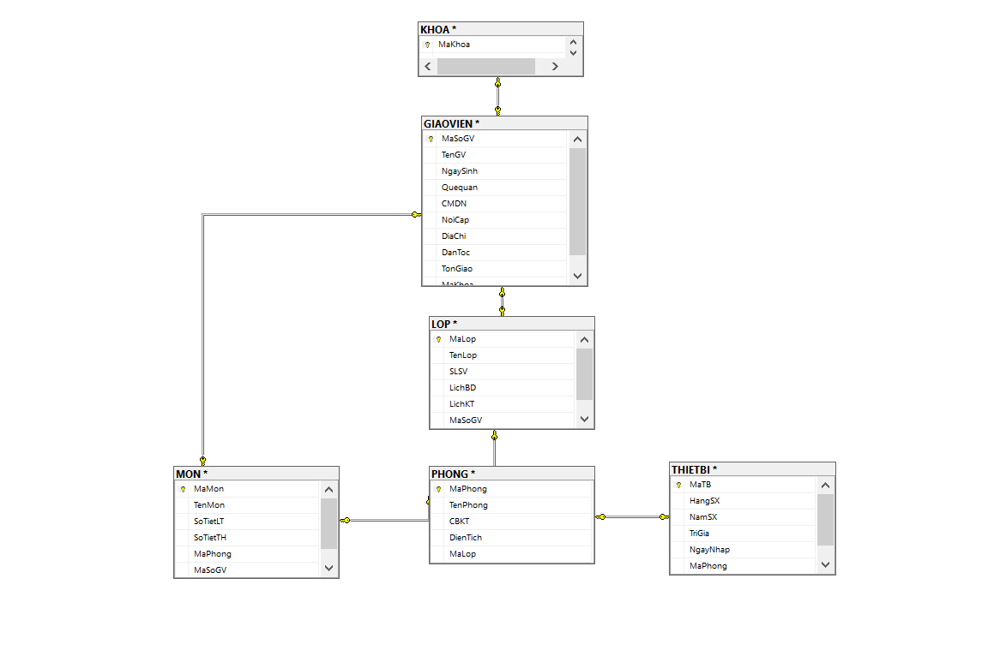 KHOA *
MaKhoa
GIAOVIEN *
MaSoGV
TenGV
NgaySinh
Quequan
CMDN
NoiCap
DiaChi
DanToc
TonGiao
MaKhoa
LOP *
MaLop
TenLop
SLSV
LichBD
LichKT
MaSoGV
MON *
MaMon
TenMon
SoTietLT
SoTietTH
MaPhong
MaSoGV
PHONG *
MaPhong
TenPhong
CBKT
DienTich
MaLop
THIETBI *
MaTB
HangSX
NamSX
TriGia
NgayNhap
MaPhong